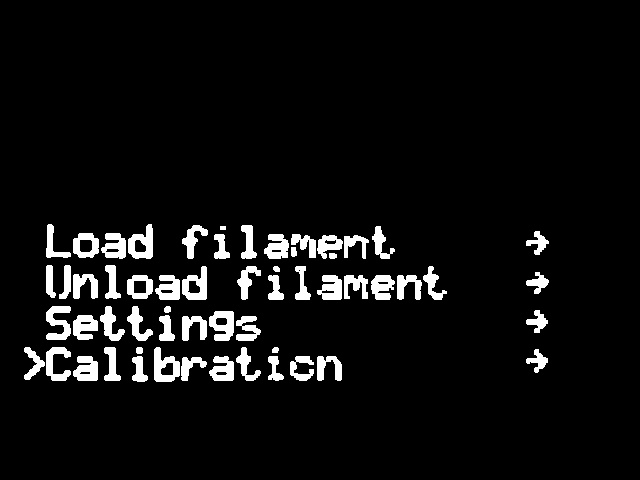 Load filament →
Unload filament →
Settings →
>Calibration →